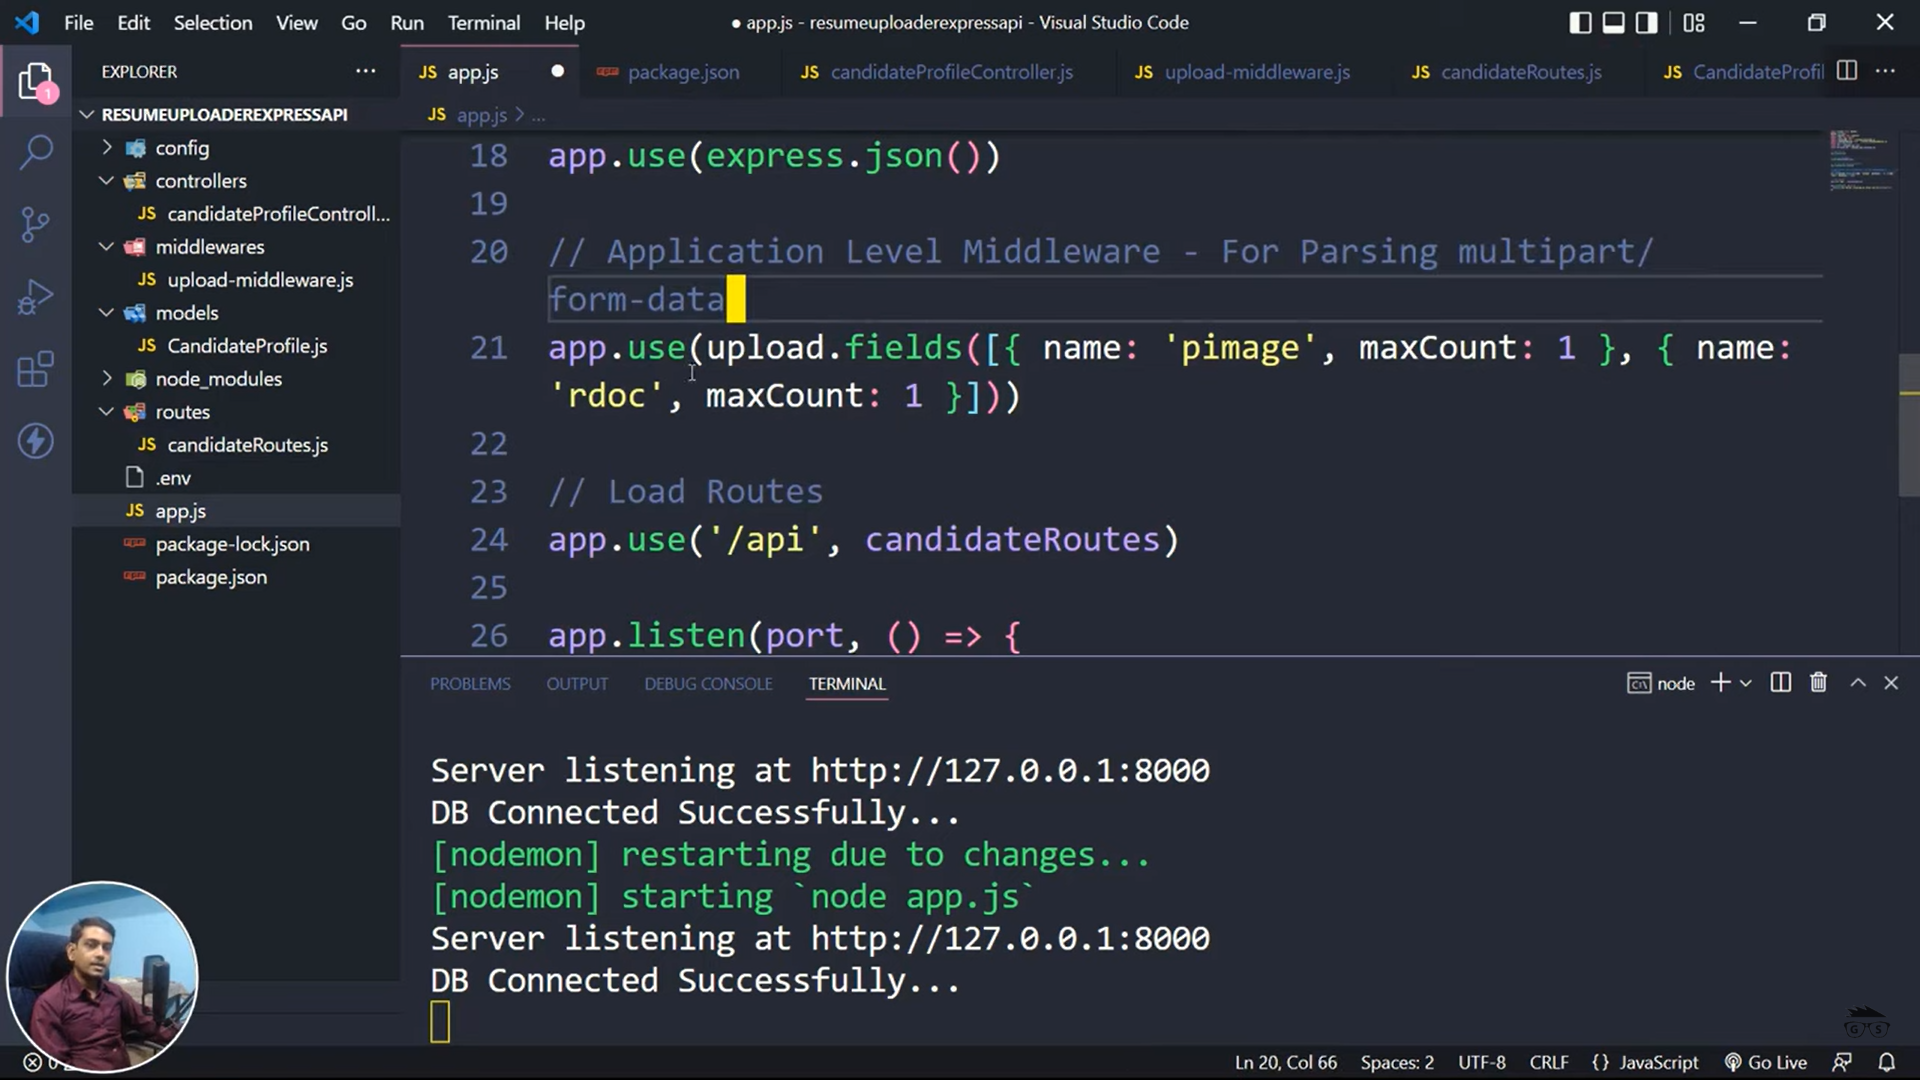 File Edit Selection View Go Run Terminal Help
● app.js - resumeuploaderexpressapi - Visual Studio Code
EXPLORER
1
RESUMEUPLOADEREXPRESSAPI
config
controllers
JS candidateProfileControll...
middlewares
JS upload-middleware.js
models
JS CandidateProfile.js
node_modules
routes
JS candidateRoutes.js
.env
JS app.js
package-lock.json
package.json
JS app.js
package.json
JS candidateProfileController.js
JS upload-middleware.js
JS candidateRoutes.js
JS CandidateProfil
JS app.js > ...
18 app.use(express.json())
19
20 // Application Level Middleware - For Parsing multipart/
form-data
21 app.use(upload.fields([{ name: 'pimage', maxCount: 1 }, { name:
'rdoc', maxCount: 1 }]))
22
23 // Load Routes
24 app.use('/api', candidateRoutes)
25
26 app.listen(port, () => {
PROBLEMS OUTPUT DEBUG CONSOLE TERMINAL
node
Server listening at http://127.0.0.1:8000
DB Connected Successfully...
[nodemon] restarting due to changes...
[nodemon] starting `node app.js`
Server listening at http://127.0.0.1:8000
DB Connected Successfully...
G S
0
Ln 20, Col 66 Spaces: 2 UTF-8 CRLF {} JavaScript Go Live